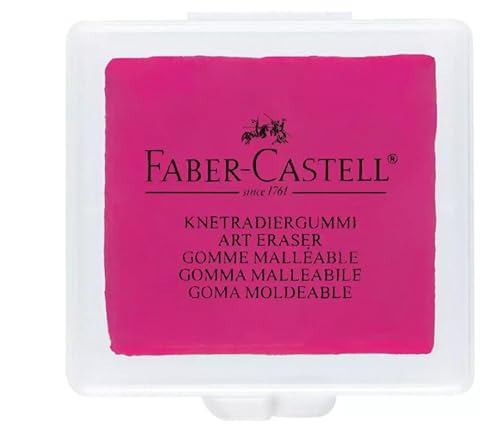 FABER-CASTELL®
since 1761
KNETRADIERGUMMI
ART ERASER
GOMME MALLÉABLE
GOMMA MALLEABILE
GOMA MOLDEABLE